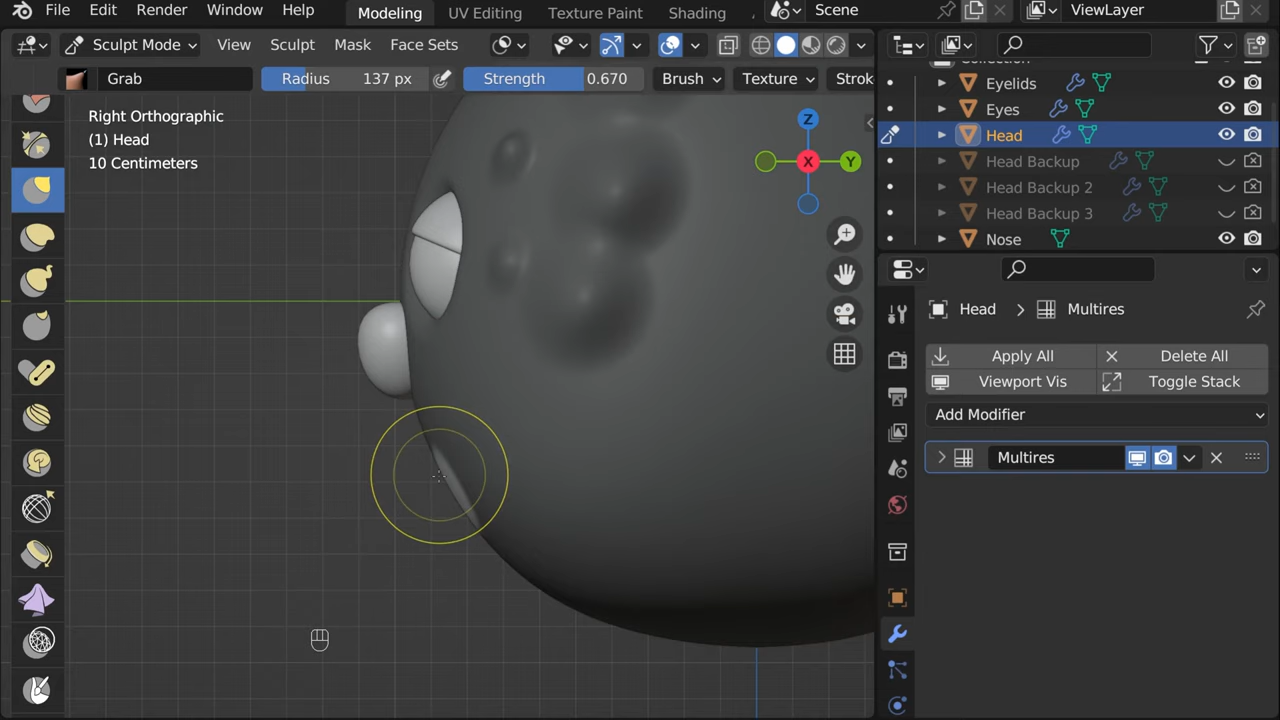 File Edit Render Window Help Modeling UV Editing Texture Paint Shading Scene ViewLayer
Sculpt Mode View Sculpt Mask Face Sets
Grab Radius 137 px Strength 0.670 Brush Texture Strok
Right Orthographic
(1) Head
10 Centimeters
Z
X
Y
Eyelids
Eyes
Head
Head Backup
Head Backup 2
Head Backup 3
Nose
Head Multires
Apply All Delete All
Viewport Vis Toggle Stack
Add Modifier
Multires